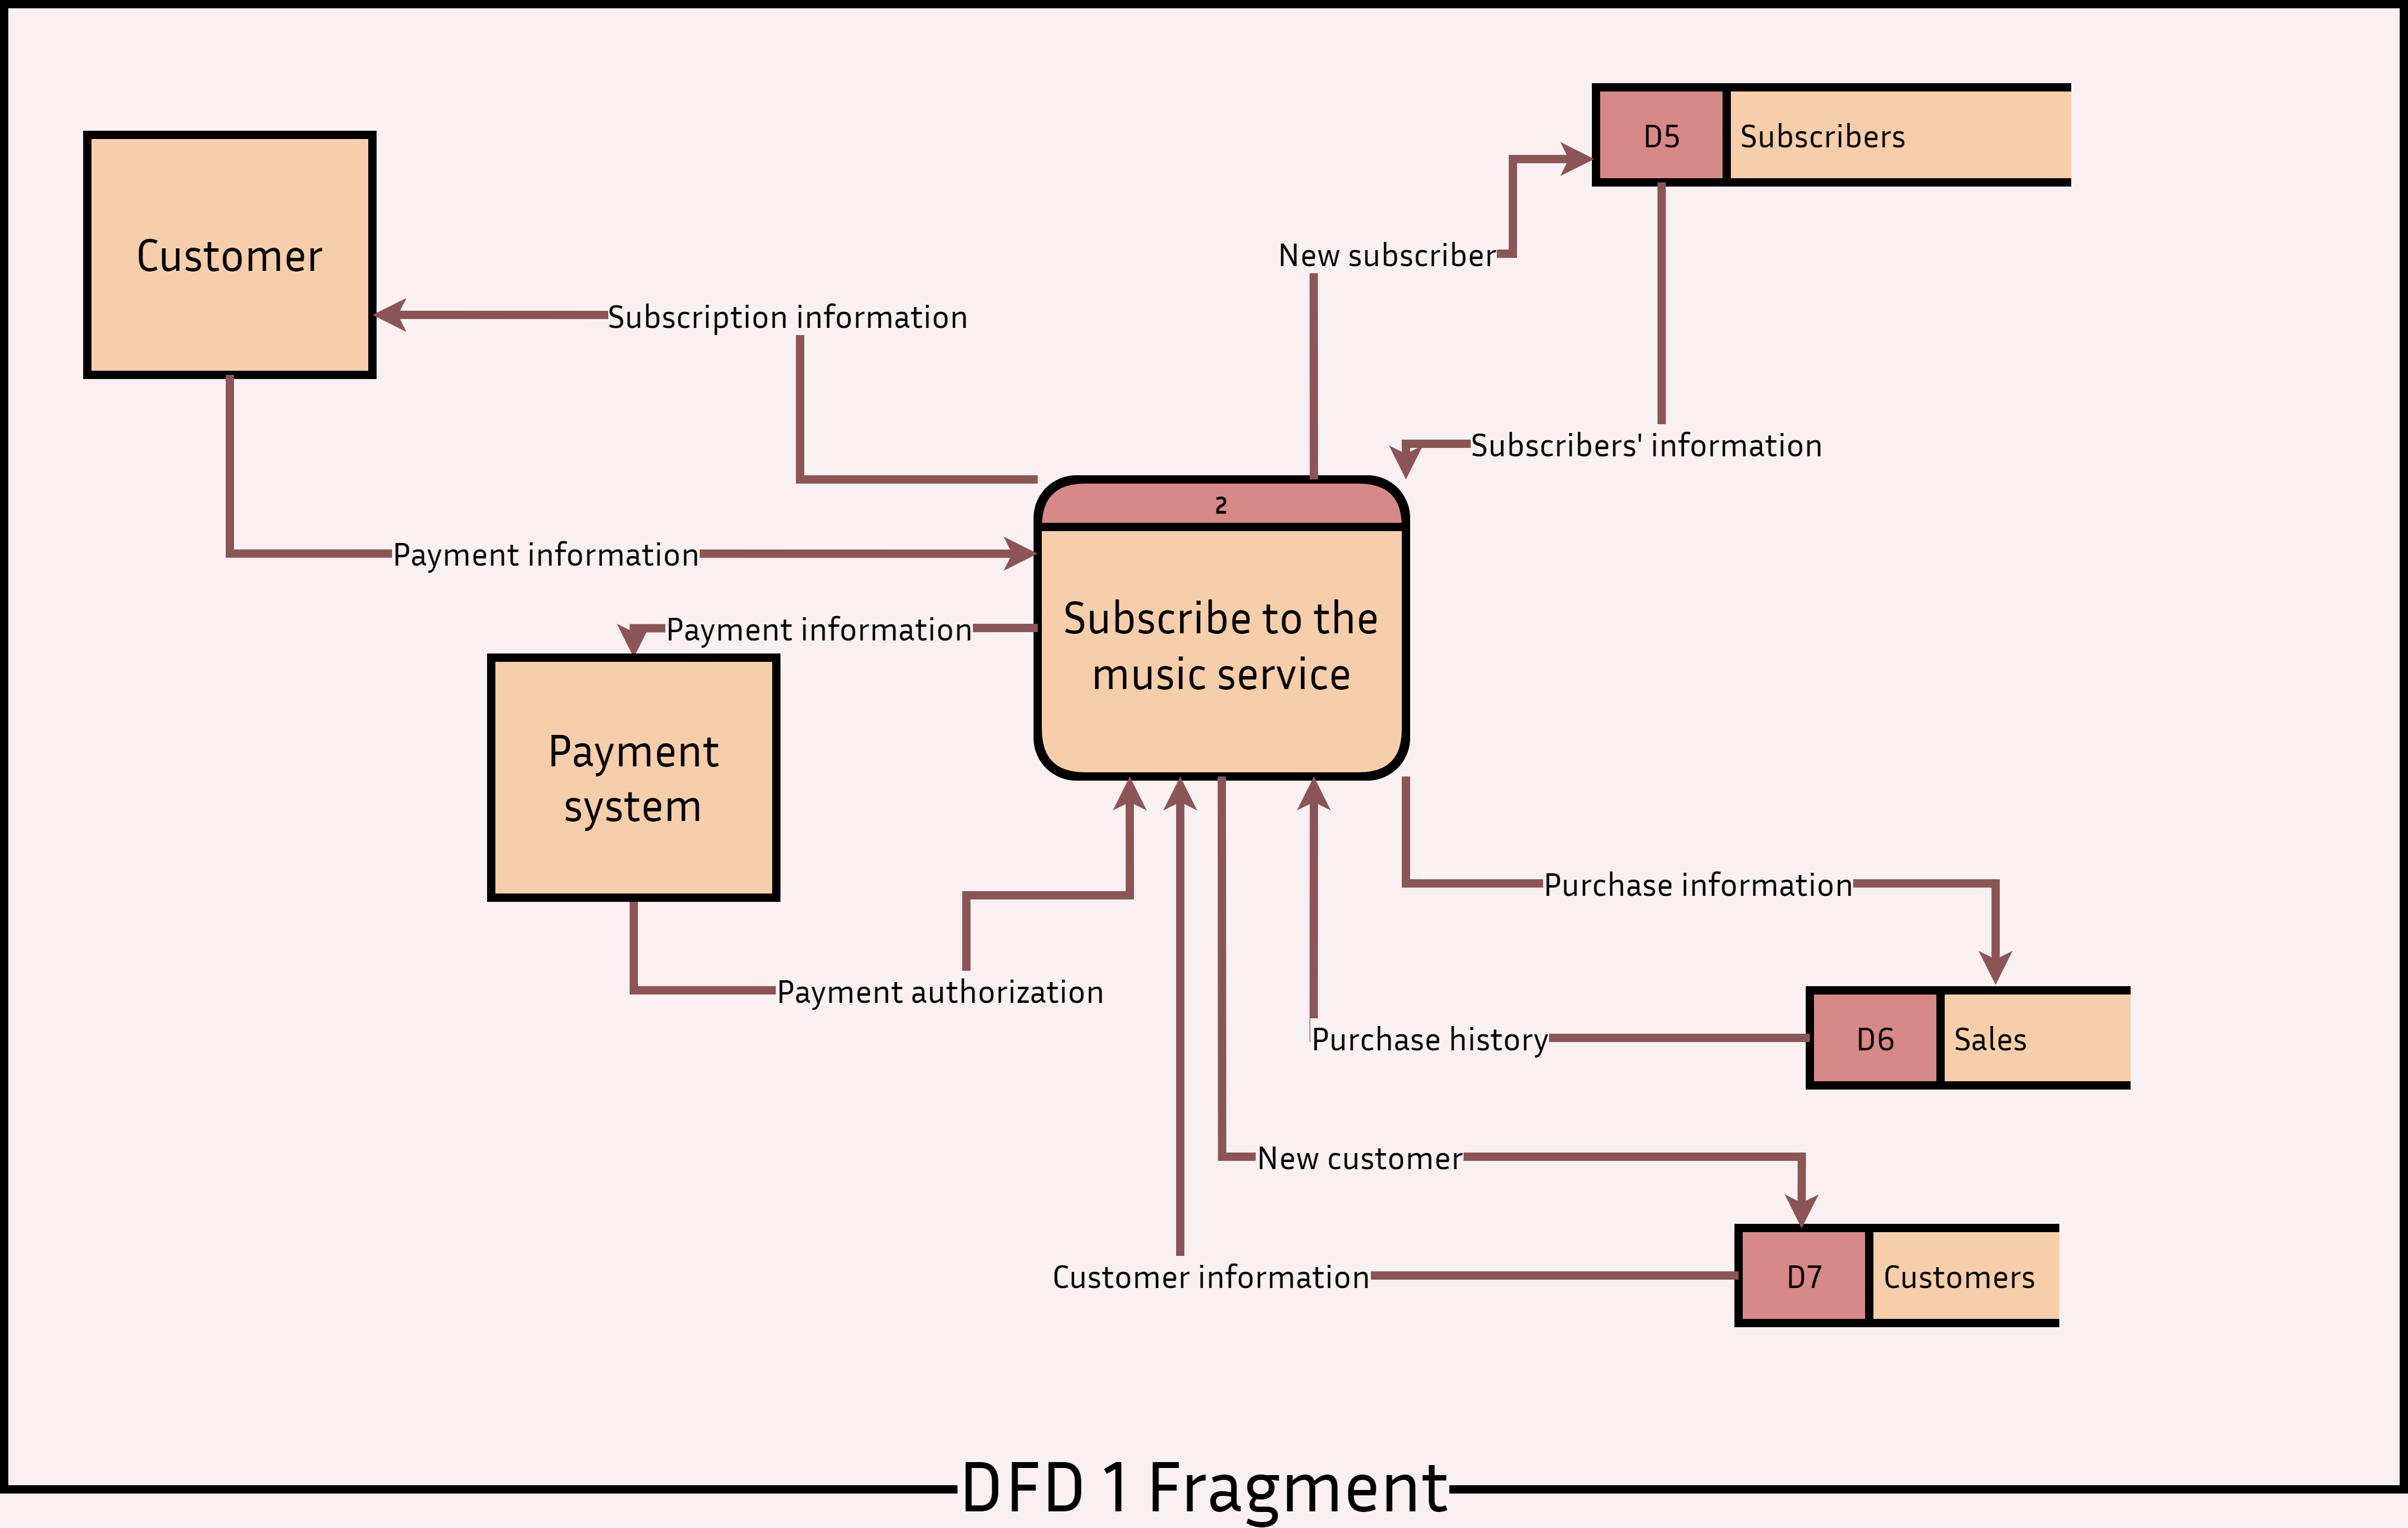 D5
Subscribers
Customer
New subscriber
Subscription information
Subscribers' information
2
Payment information
Subscribe to the
music service
Payment information
Payment
system
Purchase information
Payment authorization
Purchase history
D6
Sales
New customer
Customer information
D7
Customers
DFD 1 Fragment